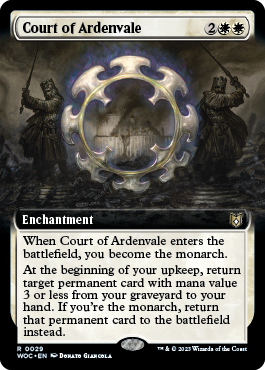 Court of Ardenvale 2
Enchantment
When Court of Ardenvale enters the
battlefield, you become the monarch.
At the beginning of your upkeep, return
target permanent card with mana value
3 or less from your graveyard to your
hand. If you're the monarch, return
that permanent card to the battlefield
instead.
R 0029
WOC • EN Donato Giancola ™ & © 2023 Wizards of the Coast